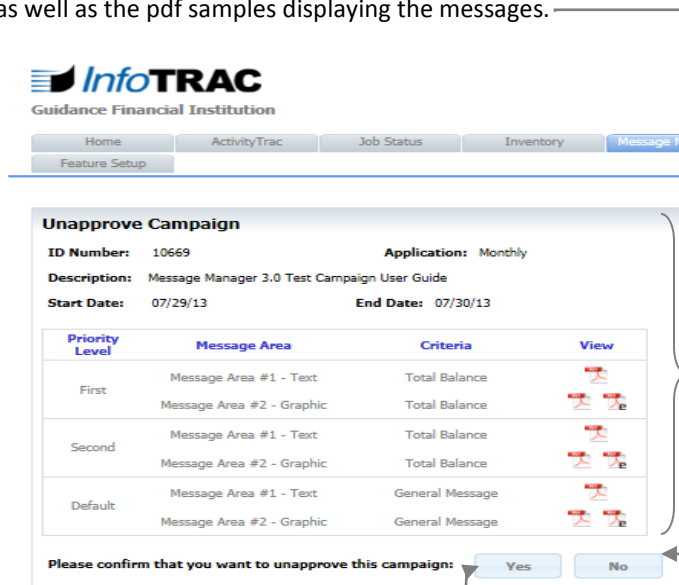 as well as the pdf samples displaying the messages.
InfoTRAC
Guidance Financial Institution
Home ActivityTrac Job Status Inventory Message
Feature Setup
Unapprove Campaign
ID Number: 10669 Application: Monthly
Description: Message Manager 3.0 Test Campaign User Guide
Start Date: 07/29/13 End Date: 07/30/13
Priority Level Message Area Criteria View
First
Message Area #1 - Text Total Balance
Message Area #2 - Graphic Total Balance
Second
Message Area #1 - Text Total Balance
Message Area #2 - Graphic Total Balance
Default
Message Area #1 - Text General Message
Message Area #2 - Graphic General Message
Please confirm that you want to unapprove this campaign: Yes No